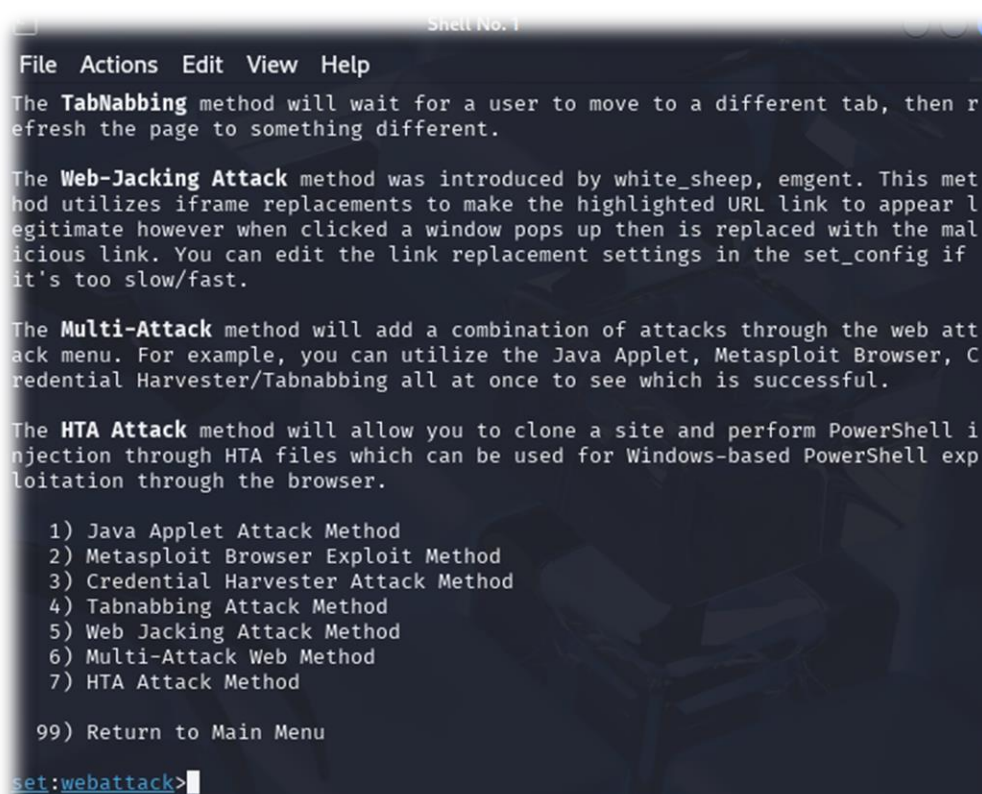 Shell No. 1
File Actions Edit View Help
The TabNabbing method will wait for a user to move to a different tab, then r
efresh the page to something different.
The Web-Jacking Attack method was introduced by white_sheep, emgent. This met
hod utilizes iframe replacements to make the highlighted URL link to appear l
egitimate however when clicked a window pops up then is replaced with the mal
icious link. You can edit the link replacement settings in the set_config if
it's too slow/fast.
The Multi-Attack method will add a combination of attacks through the web att
ack menu. For example, you can utilize the Java Applet, Metasploit Browser, C
redential Harvester/Tabnabbing all at once to see which is successful.
The HTA Attack method will allow you to clone a site and perform PowerShell i
njection through HTA files which can be used for Windows-based PowerShell exp
loitation through the browser.
1) Java Applet Attack Method
2) Metasploit Browser Exploit Method
3) Credential Harvester Attack Method
4) Tabnabbing Attack Method
5) Web Jacking Attack Method
6) Multi-Attack Web Method
7) HTA Attack Method
99) Return to Main Menu
set:webattack>